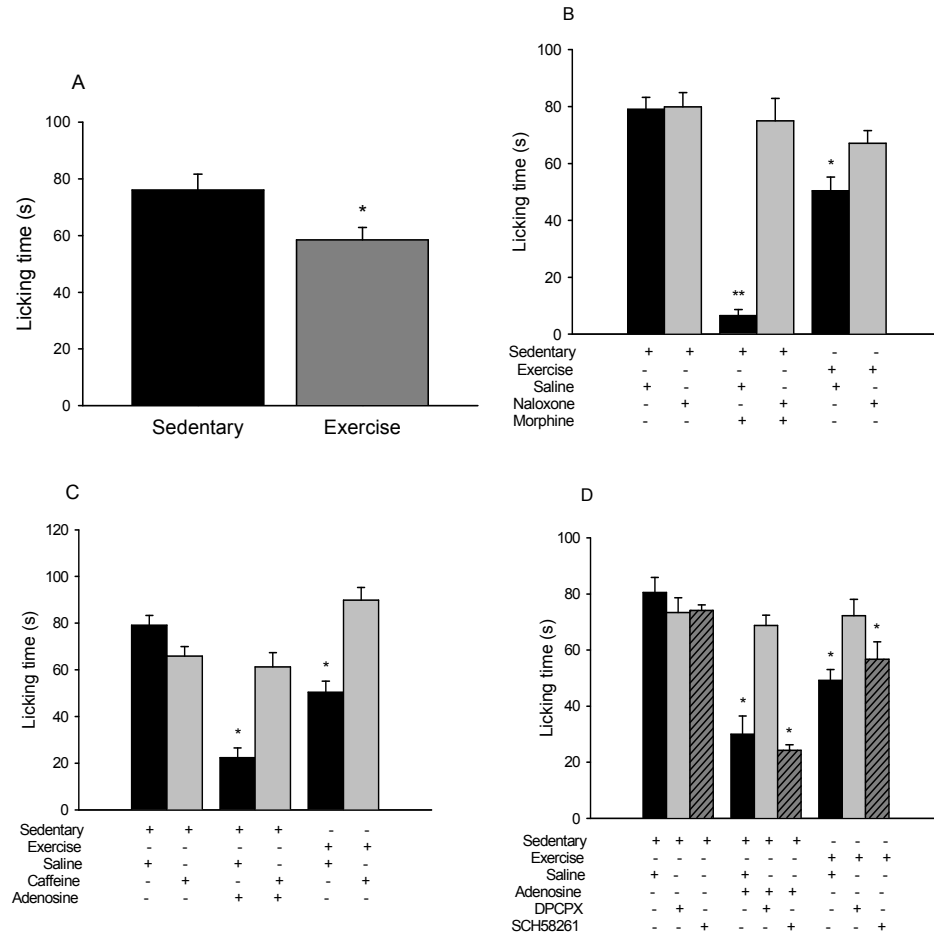 A
Licking time (s)
100
80
60
40
20
0
*
Sedentary Exercise
B
Licking time (s)
100
80
60
40
20
0
**
*
Sedentary + + + + - -
Exercise - - - - + +
Saline + - + - + -
Naloxone - + - + - +
Morphine - - + + - -
C
Licking time (s)
120
100
80
60
40
20
0
*
*
Sedentary + + + + - -
Exercise - - - - + +
Saline + - + - + -
Caffeine - + - + - +
Adenosine - - + + - -
D
Licking time (s)
100
80
60
40
20
0
*
*
*
*
Sedentary + + + + + + - - -
Exercise - - - - - - + + +
Saline + - - + - - + - -
Adenosine - - - + + + - - -
DPCPX - + - - + - - + -
SCH58261 - - + - - + - - +